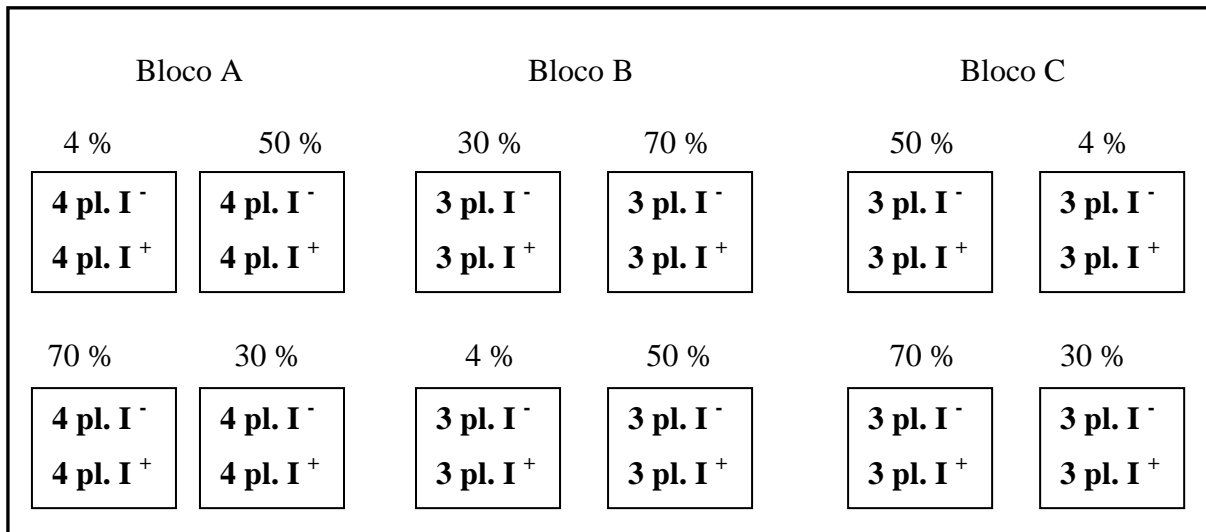 Bloco A Bloco B Bloco C
4 % 50 % 30 % 70 % 50 % 4 %
4 pl. I - 4 pl. I - 3 pl. I - 3 pl. I - 3 pl. I - 3 pl. I -
4 pl. I + 4 pl. I + 3 pl. I + 3 pl. I + 3 pl. I + 3 pl. I +
70 % 30 % 4 % 50 % 70 % 30 %
4 pl. I - 4 pl. I - 3 pl. I - 3 pl. I - 3 pl. I - 3 pl. I -
4 pl. I + 4 pl. I + 3 pl. I + 3 pl. I + 3 pl. I + 3 pl. I +